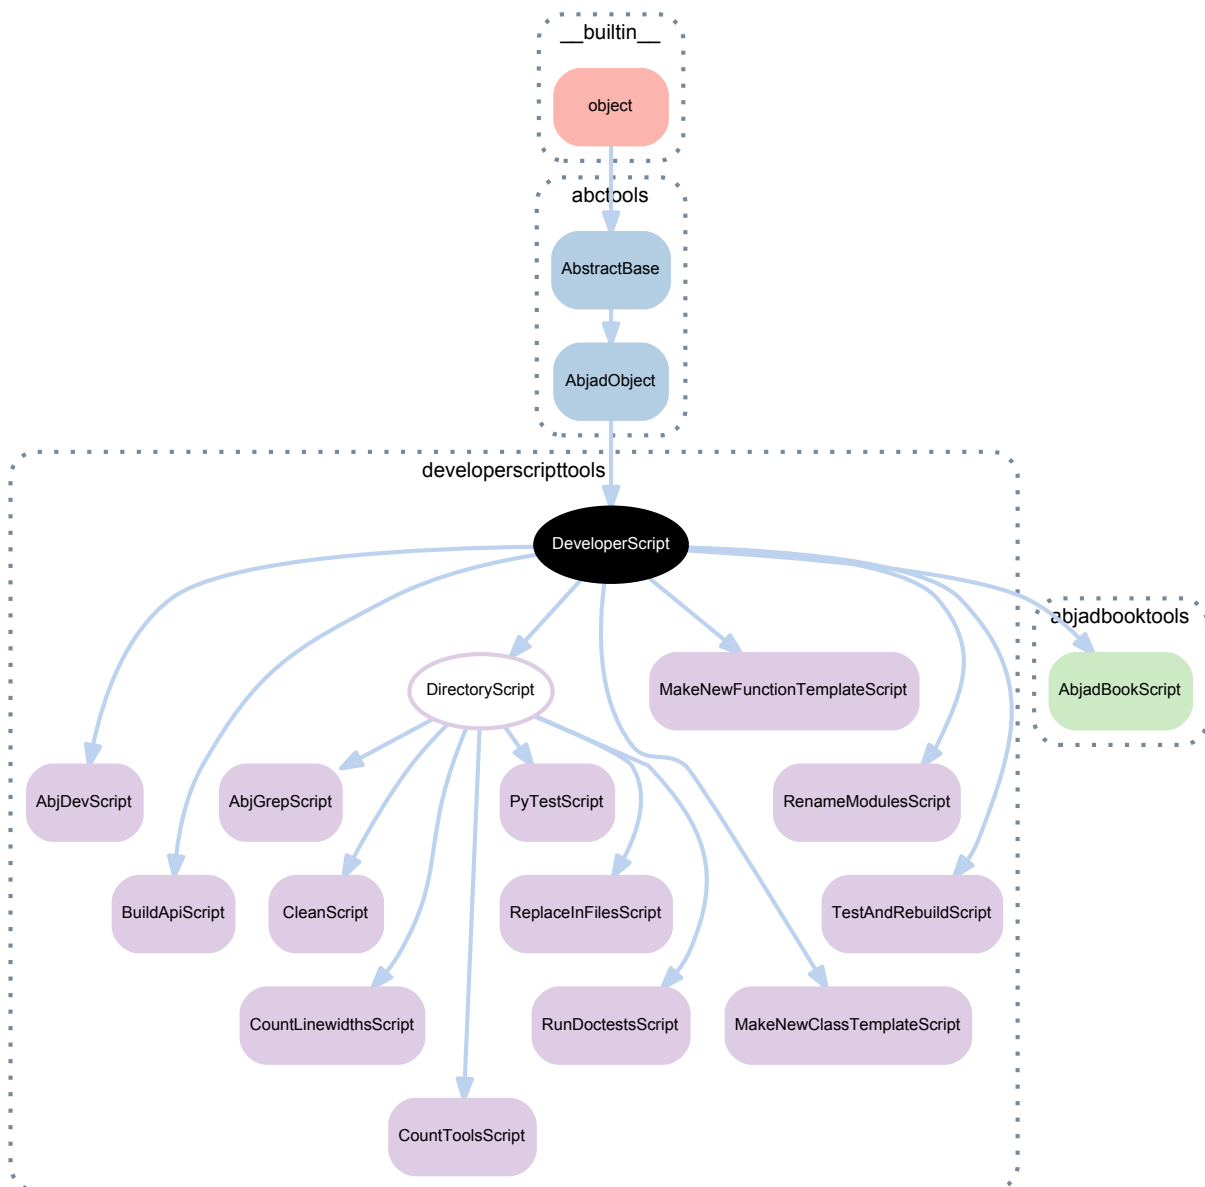 __builtin__
object
abctools
AbstractBase
AbjadObject
developerscripttools
DeveloperScript
abjadbooktools
DirectoryScript
MakeNewFunctionTemplateScript
AbjadBookScript
AbjDevScript
AbjGrepScript
PyTestScript
RenameModulesScript
BuildApiScript
CleanScript
ReplaceInFilesScript
TestAndRebuildScript
CountLinewidthsScript
RunDoctestsScript
MakeNewClassTemplateScript
CountToolsScript